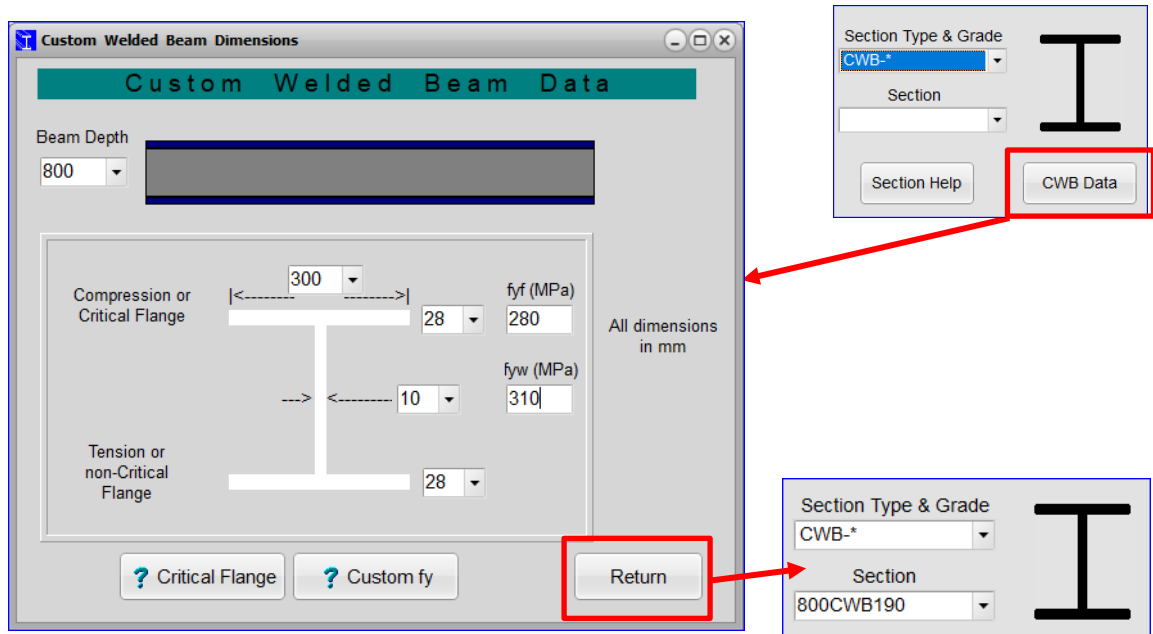 Custom Welded Beam Dimensions
Custom Welded Beam Data
Beam Depth
800
300
Compression or
Critical Flange
|<-------- -------->|
28
fyf (MPa)
280
All dimensions
in mm
fyw (MPa)
---> <--------- 10
310
Tension or
non-Critical
Flange
28
? Critical Flange
? Custom fy
Return
Section Type & Grade
CWB-*
Section
Section Help
CWB Data
Section Type & Grade
CWB-*
Section
800CWB190